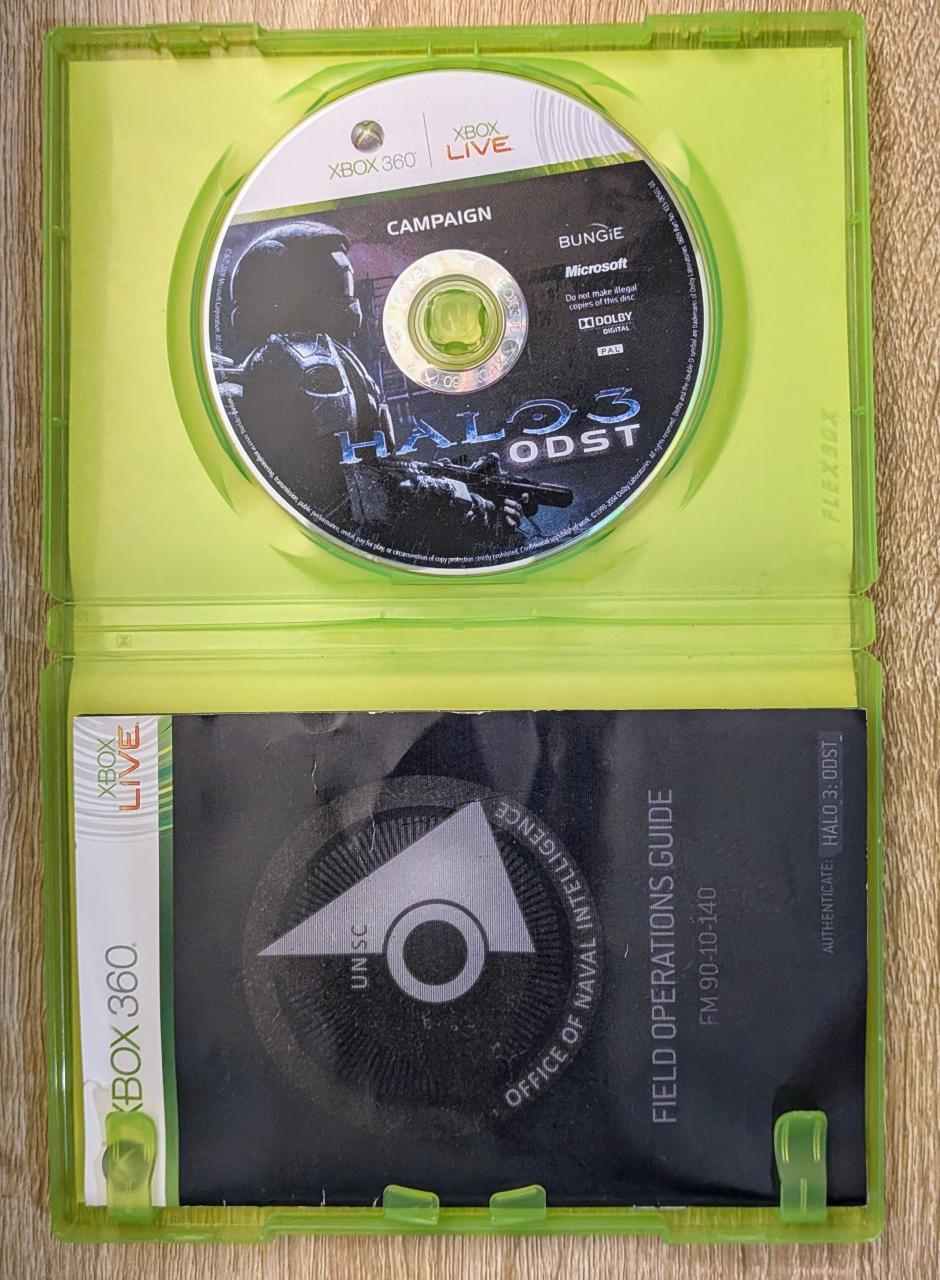 XBOX 360
XBOX
LIVE
CAMPAIGN
BUNGiE
Microsoft
Do not make illegal
copies of this disc
DOLBY
DIGITAL
PAL
HALO 3
ODST
FLEX3DX
XBOX
LIVE
XBOX 360
UNSC
OFFICE OF NAVAL INTELLIGENCE
FIELD OPERATIONS GUIDE
FM 90-10-140
AUTHENTICATE: HALO 3: ODST_